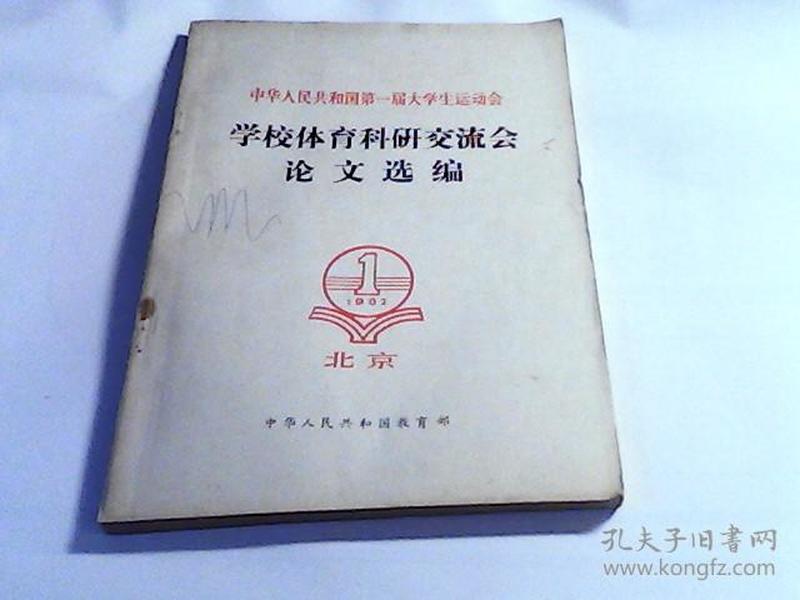 中华人民共和国第一届大学生运动会
学校体育科研交流会
论文选编
1
1982
北京
中华人民共和国教育部
孔夫子旧书网
www.kongfz.com